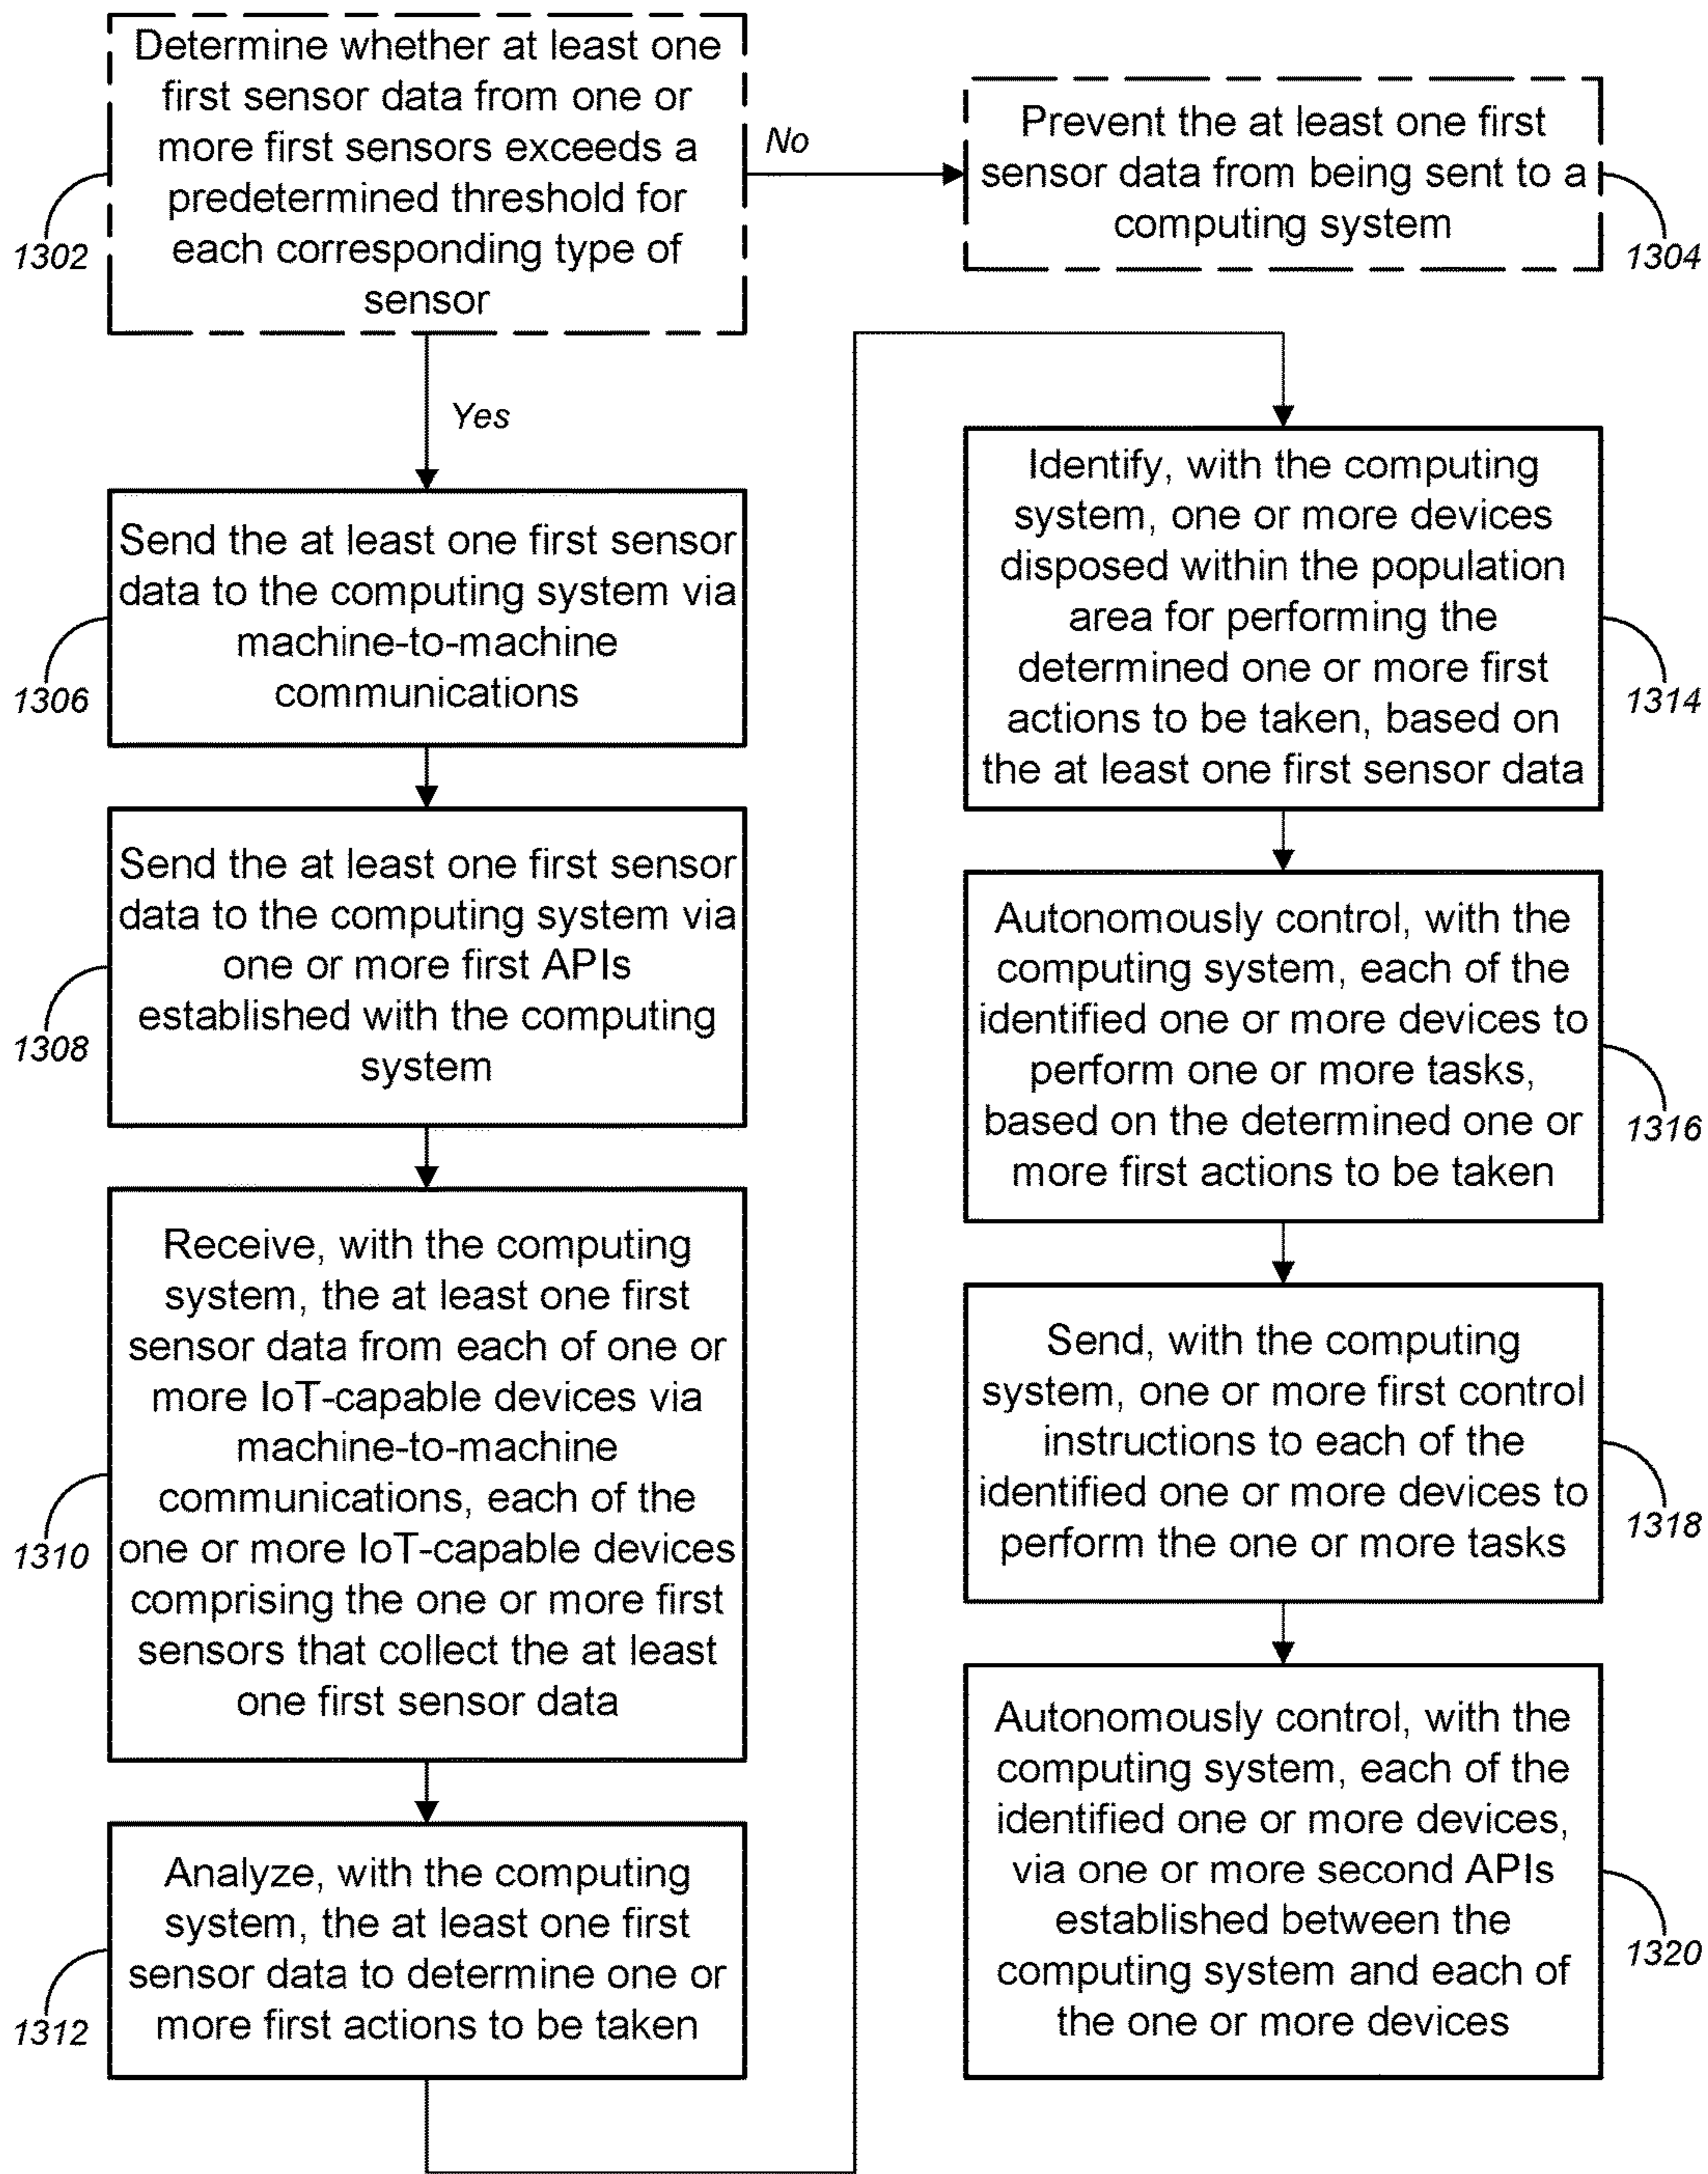 Determine whether at least one
first sensor data from one or
more first sensors exceeds a
predetermined threshold for
each corresponding type of
sensor
1302
No
Prevent the at least one first
sensor data from being sent to a
computing system
1304
Yes
Send the at least one first sensor
data to the computing system via
machine-to-machine
communications
1306
Send the at least one first sensor
data to the computing system via
one or more first APIs
established with the computing
system
1308
Receive, with the computing
system, the at least one first
sensor data from each of one or
more IoT-capable devices via
machine-to-machine
communications, each of the
one or more IoT-capable devices
comprising the one or more first
sensors that collect the at least
one first sensor data
1310
Analyze, with the computing
system, the at least one first
sensor data to determine one or
more first actions to be taken
1312
Identify, with the computing
system, one or more devices
disposed within the population
area for performing the
determined one or more first
actions to be taken, based on
the at least one first sensor data
1314
Autonomously control, with the
computing system, each of the
identified one or more devices to
perform one or more tasks,
based on the determined one or
more first actions to be taken
1316
Send, with the computing
system, one or more first control
instructions to each of the
identified one or more devices to
perform the one or more tasks
1318
Autonomously control, with the
computing system, each of the
identified one or more devices,
via one or more second APIs
established between the
computing system and each of
the one or more devices
1320